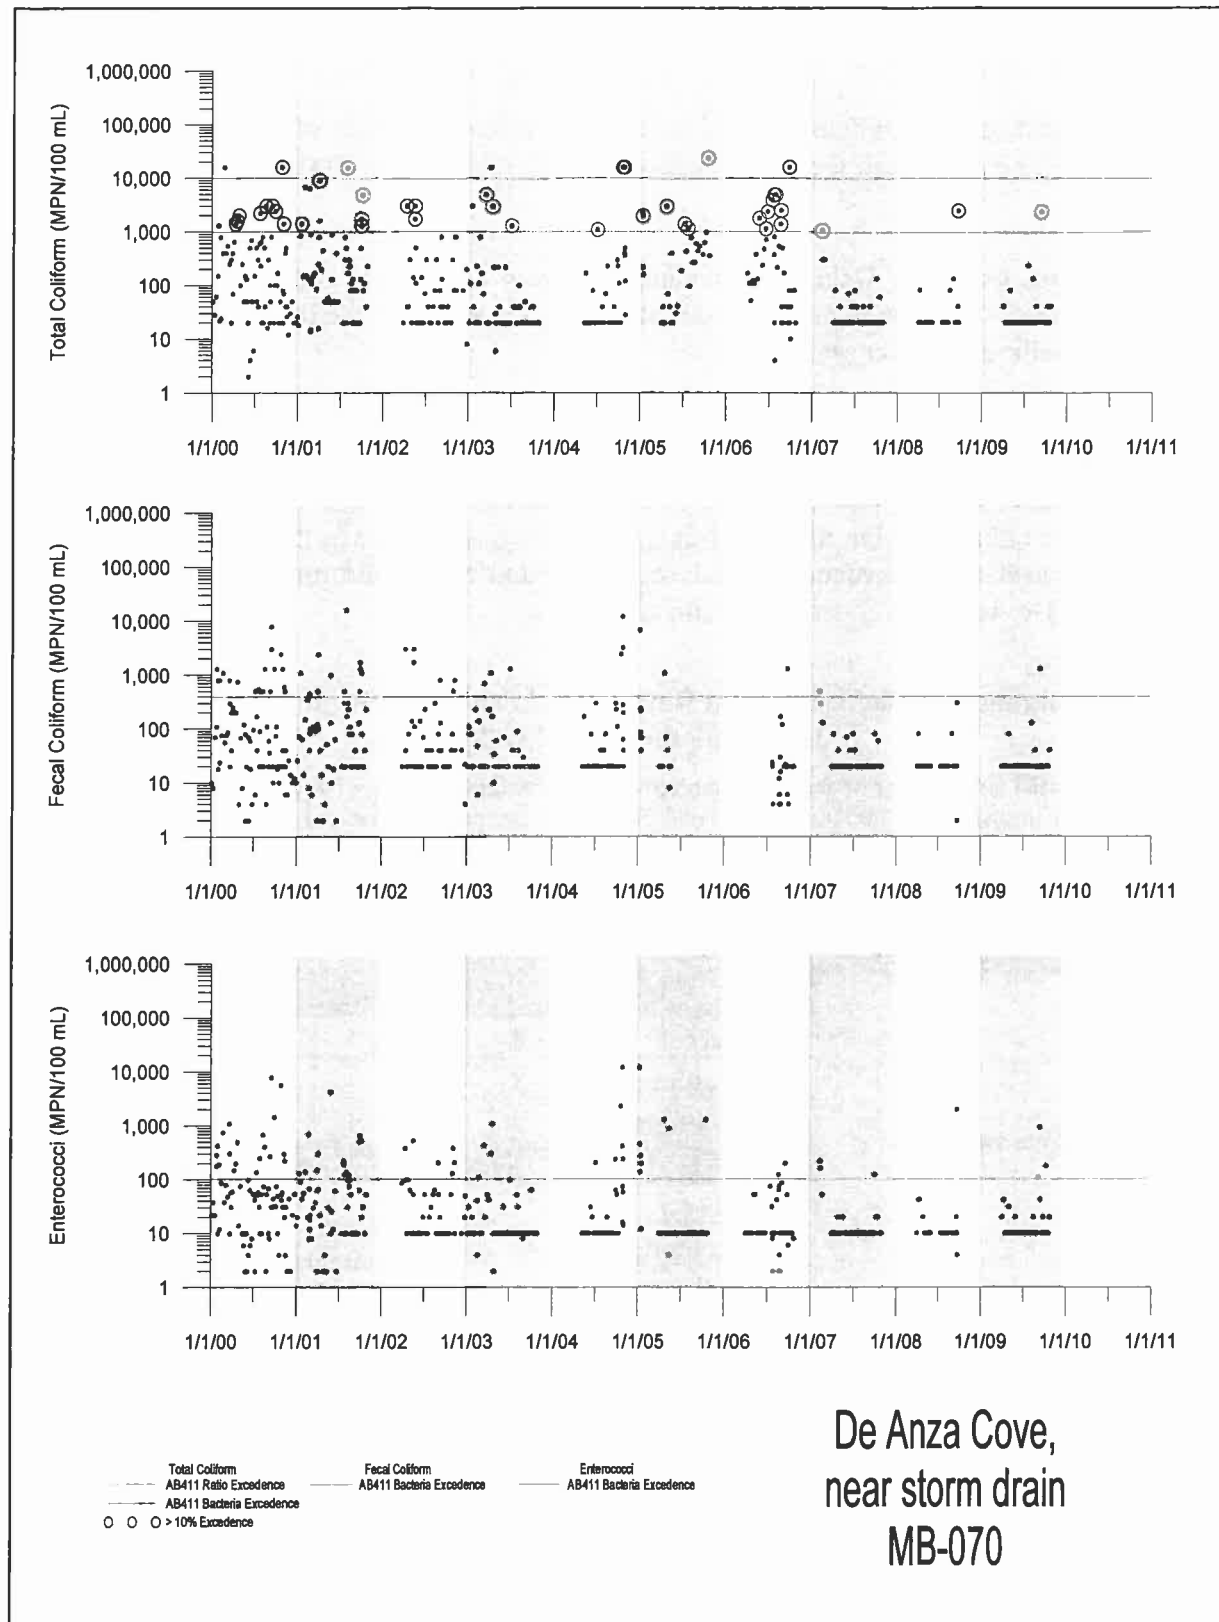 Total Coliform (MPN/100 mL)
1,000,000
100,000
10,000
1,000
100
10
1
1/1/00 1/1/01 1/1/02 1/1/03 1/1/04 1/1/05 1/1/06 1/1/07 1/1/08 1/1/09 1/1/10 1/1/11
Fecal Coliform (MPN/100 mL)
1,000,000
100,000
10,000
1,000
100
10
1
1/1/00 1/1/01 1/1/02 1/1/03 1/1/04 1/1/05 1/1/06 1/1/07 1/1/08 1/1/09 1/1/10 1/1/11
Enterococci (MPN/100 mL)
1,000,000
100,000
10,000
1,000
100
10
1
1/1/00 1/1/01 1/1/02 1/1/03 1/1/04 1/1/05 1/1/06 1/1/07 1/1/08 1/1/09 1/1/10 1/1/11
Total Coliform Fecal Coliform Enterococci
AB411 Ratio Excedence AB411 Bacteria Excedence AB411 Bacteria Excedence
AB411 Bacteria Excedence
> 10% Excedence
De Anza Cove,
near storm drain
MB-070